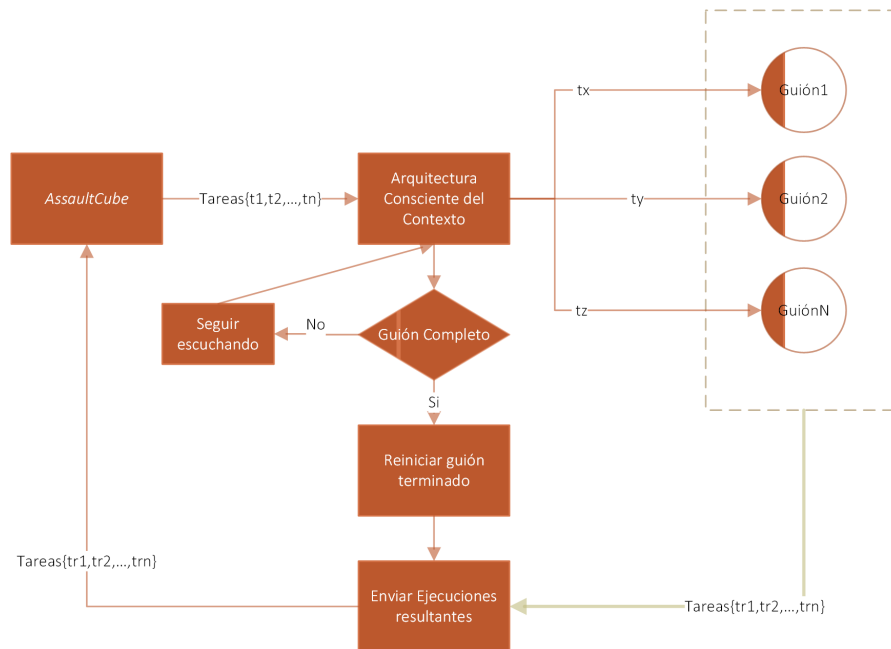 tx
Guión1
AssaultCube
Tareas{t1,t2,...,tn}
Arquitectura
Consciente del
Contexto
ty
Guión2
tz
GuiónN
Seguir
escuchando
No
Guión Completo
Si
Reiniciar guión
terminado
Tareas{tr1,tr2,...,trn}
Enviar Ejecuciones
resultantes
Tareas{tr1,tr2,...,trn}